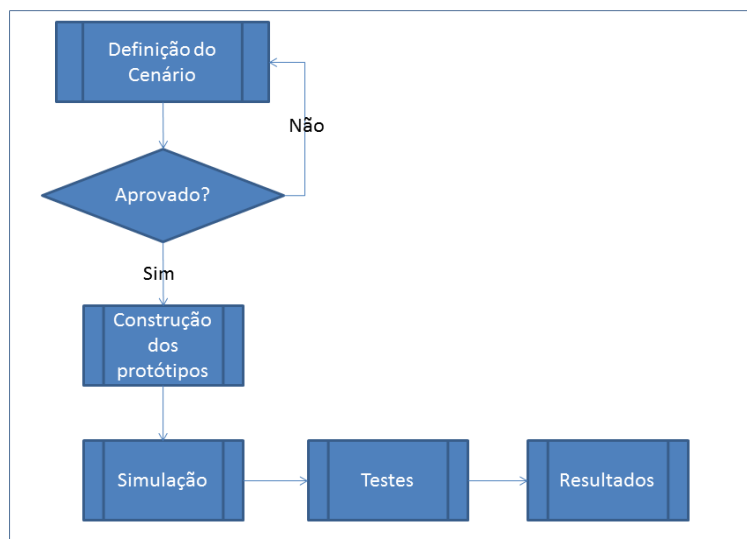 Definição do
Cenário
Não
Aprovado?
Sim
Construção
dos
protótipos
Simulação
Testes
Resultados